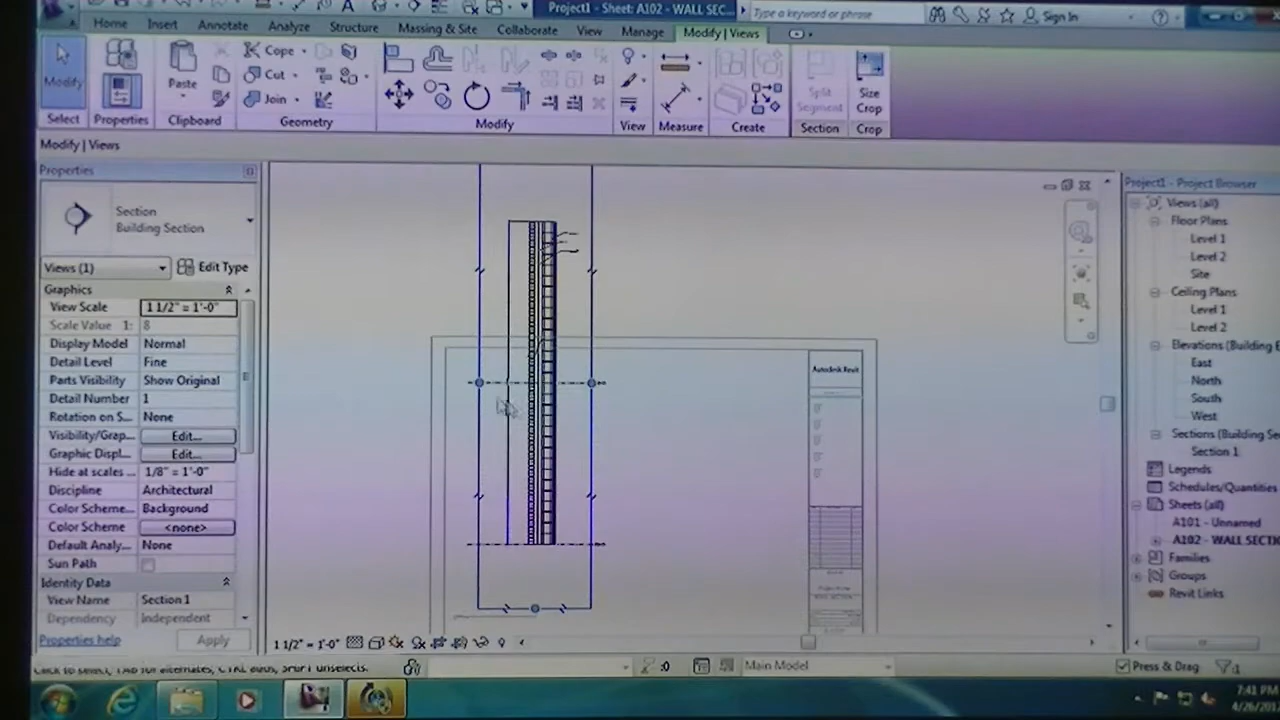 Project1 - Sheet: A102 - WALL SEC...
Type a keyword or phrase
Sign In
Home Insert Annotate Analyze Structure Massing & Site Collaborate View Manage Modify | Views
Modify
Paste
Cope
Cut
Join
Split Segment
Size Crop
Select Properties Clipboard Geometry Modify View Measure Create Section Crop
Modify | Views
Properties
Section
Building Section
Views (1)
Edit Type
Graphics
View Scale 1 1/2" = 1'-0"
Scale Value 1: 8
Display Model Normal
Detail Level Fine
Parts Visibility Show Original
Detail Number 1
Rotation on S... None
Visibility/Grap... Edit...
Graphic Displ... Edit...
Hide at scales ... 1/8" = 1'-0"
Discipline Architectural
Color Scheme... Background
Color Scheme <none>
Default Analy... None
Sun Path
Identity Data
View Name Section 1
Dependency Independent
Properties help
Apply
Autodesk Revit
1 1/2" = 1'-0"
Project1 - Project Browser
Views (all)
Floor Plans
Level 1
Level 2
Site
Ceiling Plans
Level 1
Level 2
Elevations (Building E
East
North
South
West
Sections (Building Se
Section 1
Legends
Schedules/Quantities
Sheets (all)
A101 - Unnamed
A102 - WALL SECTIO
Families
Groups
Revit Links
:0
Main Model
Press & Drag
:1
7:41 PM